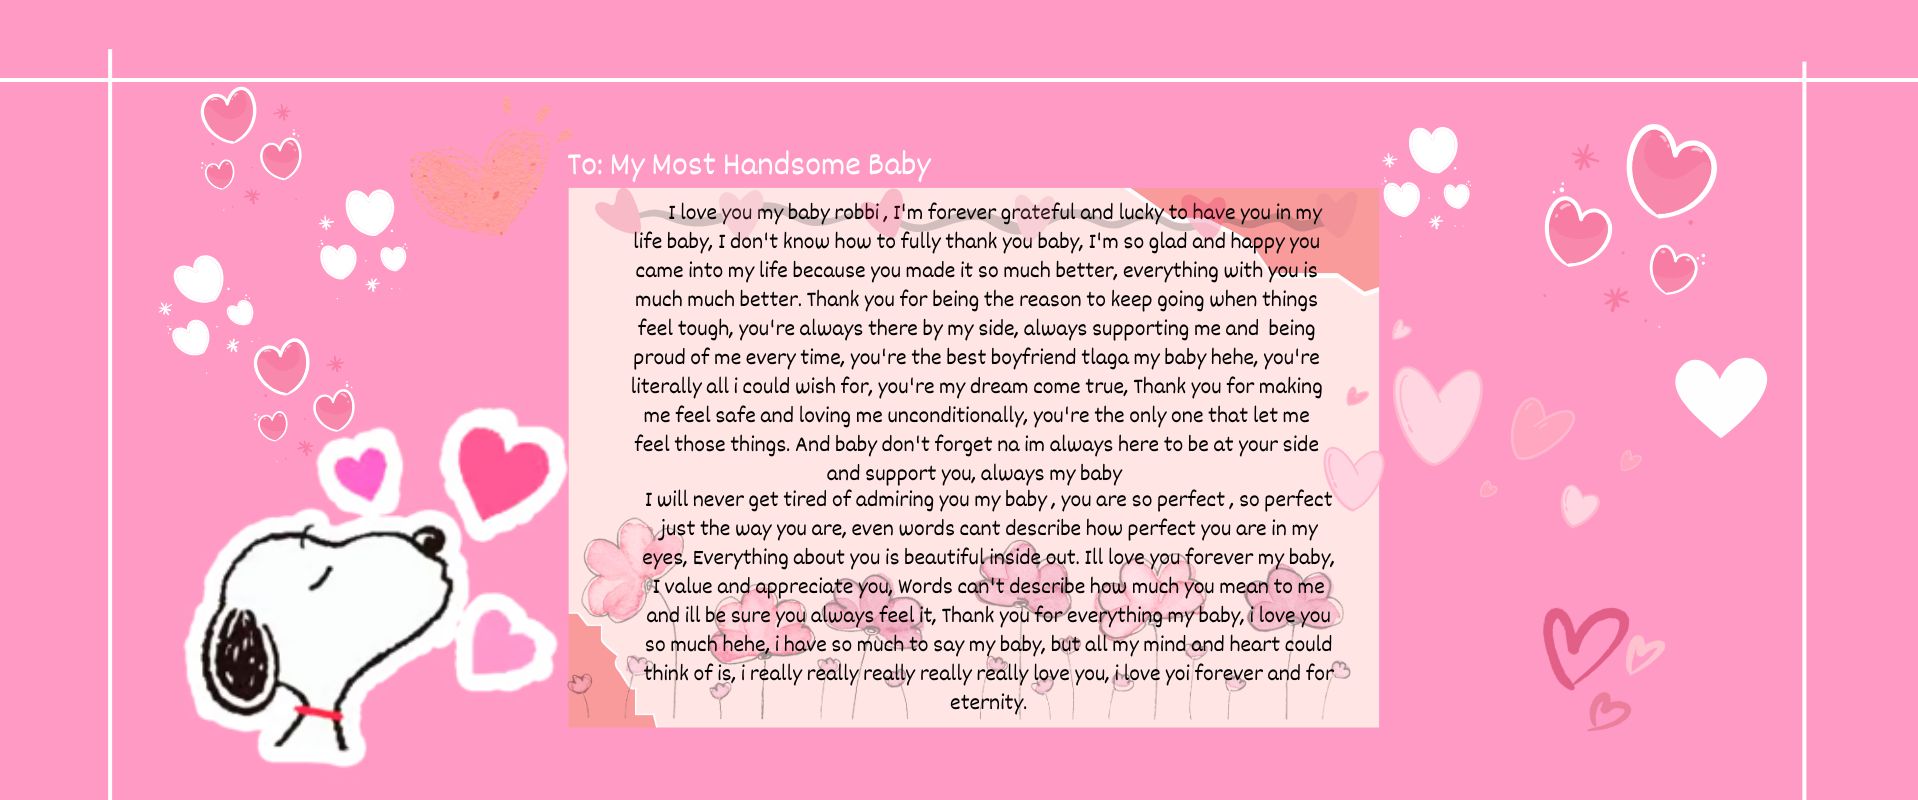 To: My Most Handsome Baby
I love you my baby robbi , I'm forever grateful and lucky to have you in my
life baby, I don't know how to fully thank you baby, I'm so glad and happy you
came into my life because you made it so much better, everything with you is
much much better. Thank you for being the reason to keep going when things
feel tough, you're always there by my side, always supporting me and being
proud of me every time, you're the best boyfriend tlaga my baby hehe, you're
literally all i could wish for, you're my dream come true, Thank you for making
me feel safe and loving me unconditionally, you're the only one that let me
feel those things. And baby don't forget na im always here to be at your side
and support you, always my baby
I will never get tired of admiring you my baby , you are so perfect , so perfect
just the way you are, even words cant describe how perfect you are in my
eyes, Everything about you is beautiful inside out. Ill love you forever my baby,
I value and appreciate you, Words can't describe how much you mean to me
and ill be sure you always feel it, Thank you for everything my baby, i love you
so much hehe, i have so much to say my baby, but all my mind and heart could
think of is, i really really really really really love you, i love yoi forever and for
eternity.